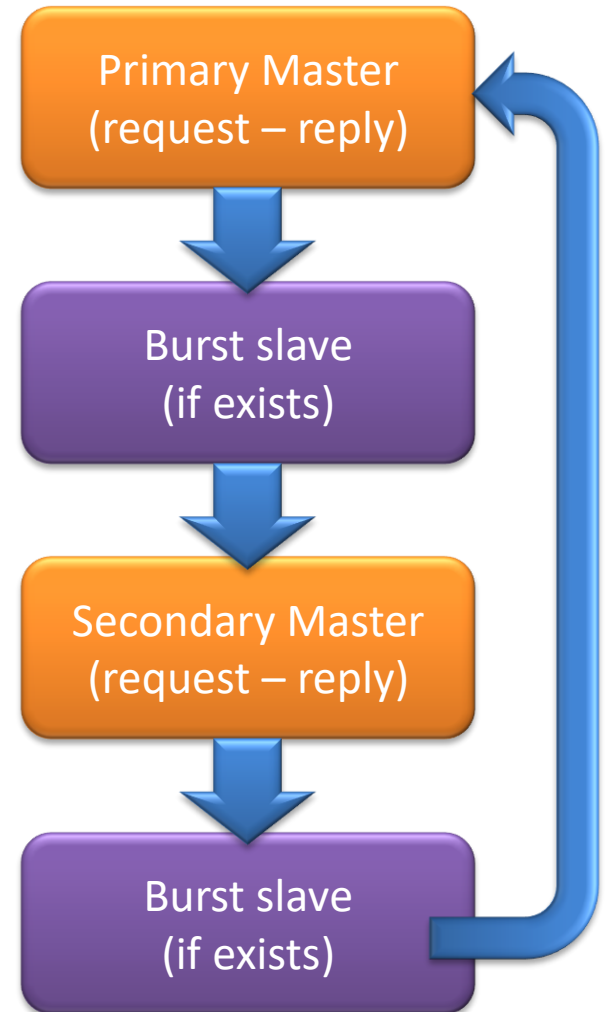 Primary Master
(request – reply)
Burst slave
(if exists)
Secondary Master
(request – reply)
Burst slave
(if exists)